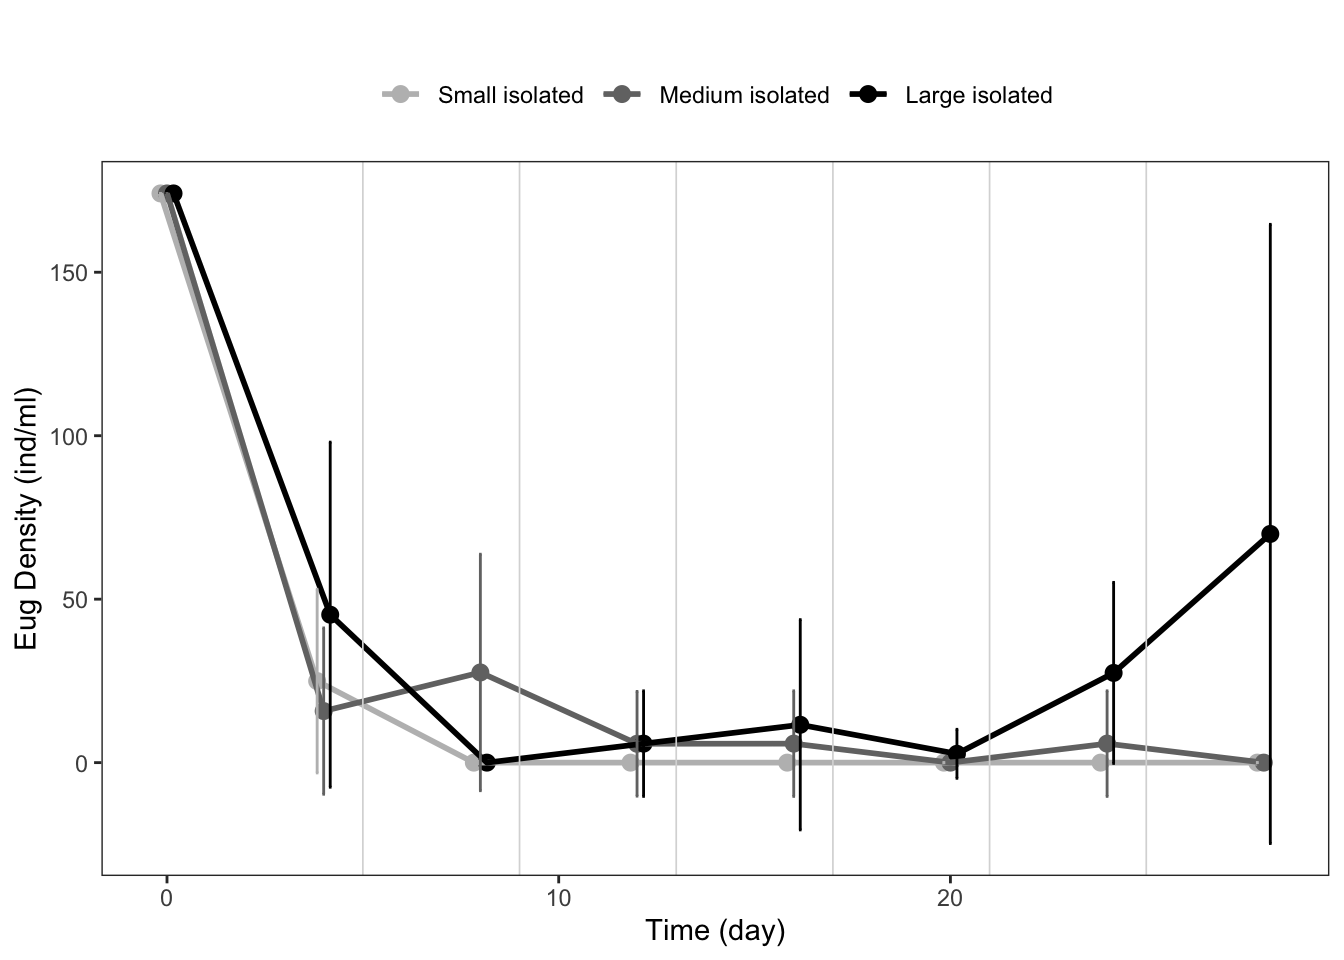 Small isolated Medium isolated Large isolated
Eug Density (ind/ml)
150
100
50
0
0 10 20
Time (day)